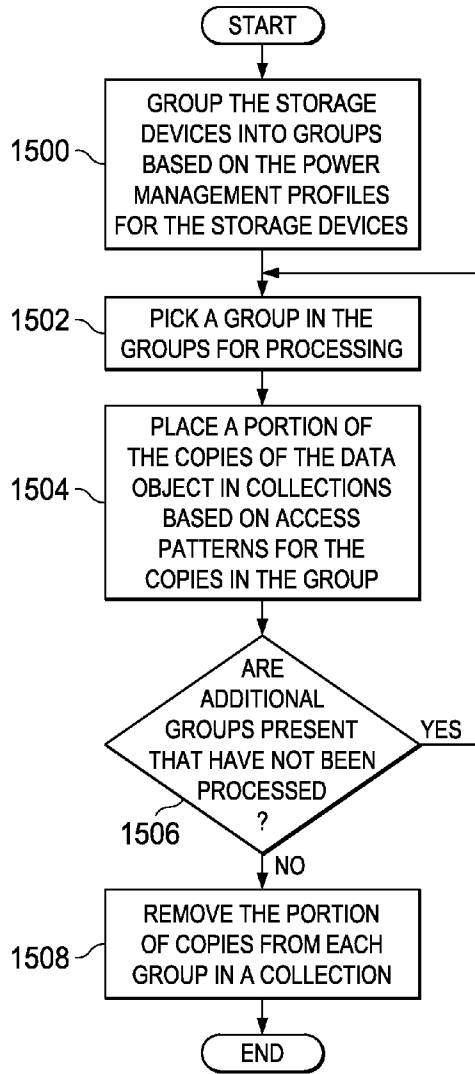 START
1500
GROUP THE STORAGE
DEVICES INTO GROUPS
BASED ON THE POWER
MANAGEMENT PROFILES
FOR THE STORAGE DEVICES
1502
PICK A GROUP IN THE
GROUPS FOR PROCESSING
1504
PLACE A PORTION OF
THE COPIES OF THE DATA
OBJECT IN COLLECTIONS
BASED ON ACCESS
PATTERNS FOR THE
COPIES IN THE GROUP
ARE
ADDITIONAL
GROUPS PRESENT
THAT HAVE NOT BEEN
PROCESSED
?
YES
1506
NO
1508
REMOVE THE PORTION
OF COPIES FROM EACH
GROUP IN A COLLECTION
END